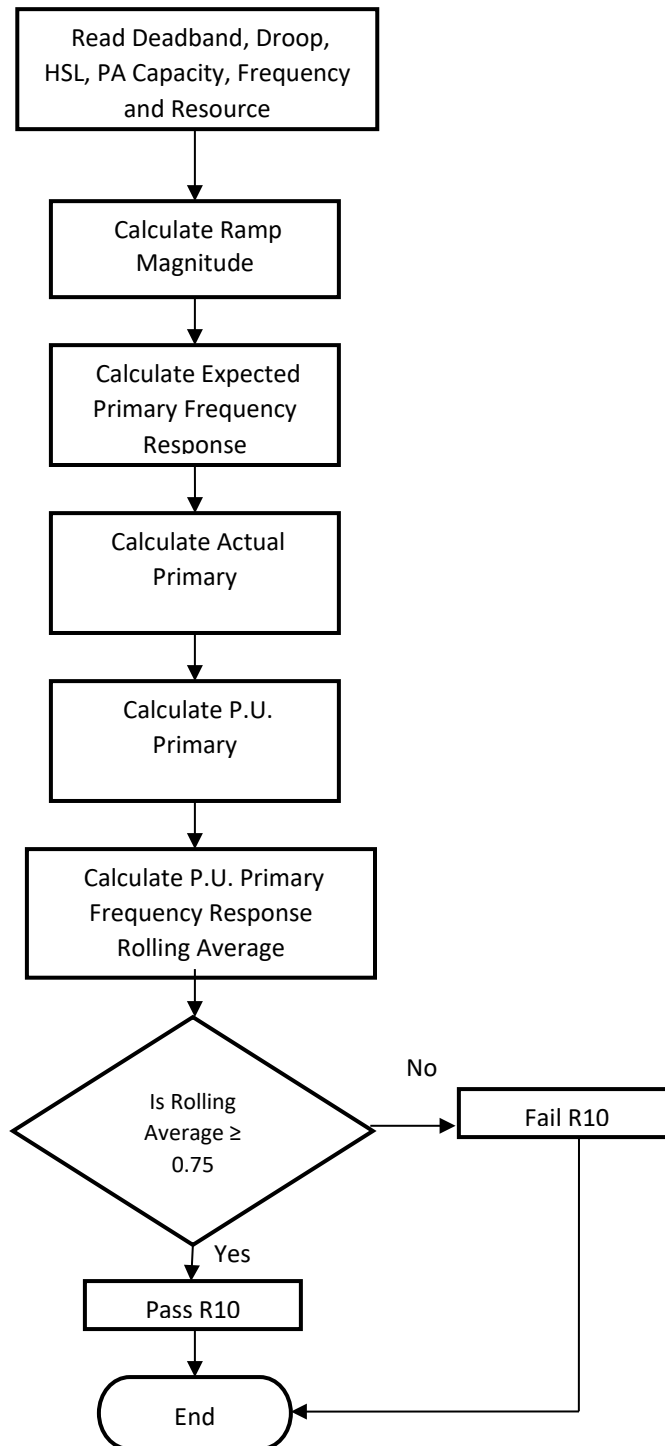 Read Deadband, Droop,
HSL, PA Capacity, Frequency
and Resource
Calculate Ramp
Magnitude
Calculate Expected
Primary Frequency
Response
Calculate Actual
Primary
Calculate P.U.
Primary
Calculate P.U. Primary
Frequency Response
Rolling Average
Is Rolling
Average ≥
0.75
No
Fail R10
Yes
Pass R10
End